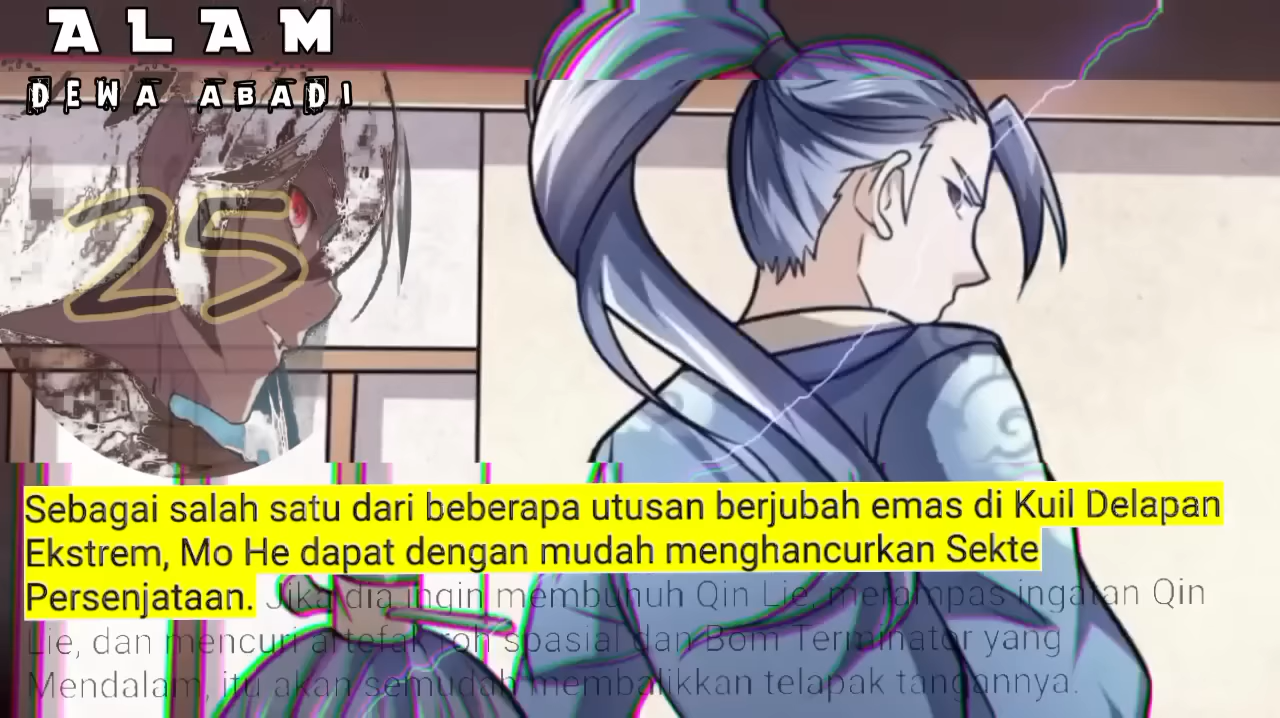 ALAM
DEWA ABADI
25
Sebagai salah satu dari beberapa utusan berjubah emas di Kuil Delapan
Ekstrem, Mo He dapat dengan mudah menghancurkan Sekte
Persenjataan. Jika dia ingin membunuh Qin Lie, merampas ingatan Qin
Lie, dan mencuri artefak roh spasial dan Bom Terminator yang
Mendalam, itu akan semudah membalikkan telapak tangannya.